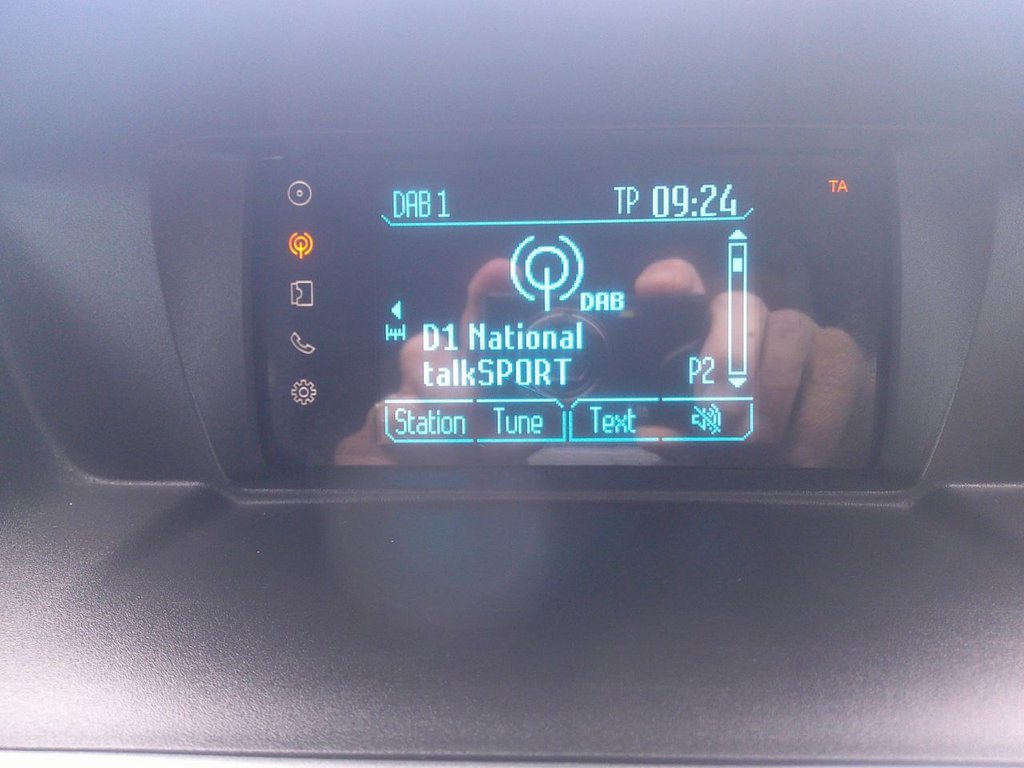 DAB 1 TP 09:24 TA
DAB
D1 National
talkSPORT P2
Station Tune Text